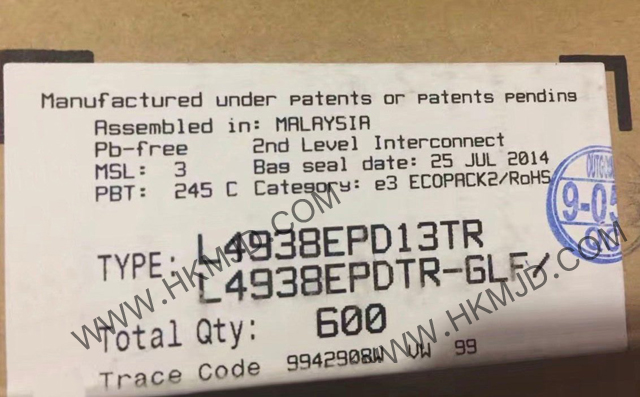 Manufactured under patents or patents pending
Assembled in: MALAYSIA
Pb-free 2nd Level Interconnect
MSL: 3 Bag seal date: 25 JUL 2014
PBT: 245 C Category: e3 ECOPACK2/RoHS
TYPE: L4938EPD13TR
L4938EPDTR-GLF/
Total Qty: 600
Trace Code 9942908W VW 99
WWW.HKMJD.COM
WWW.HKMJD.COM
9-05